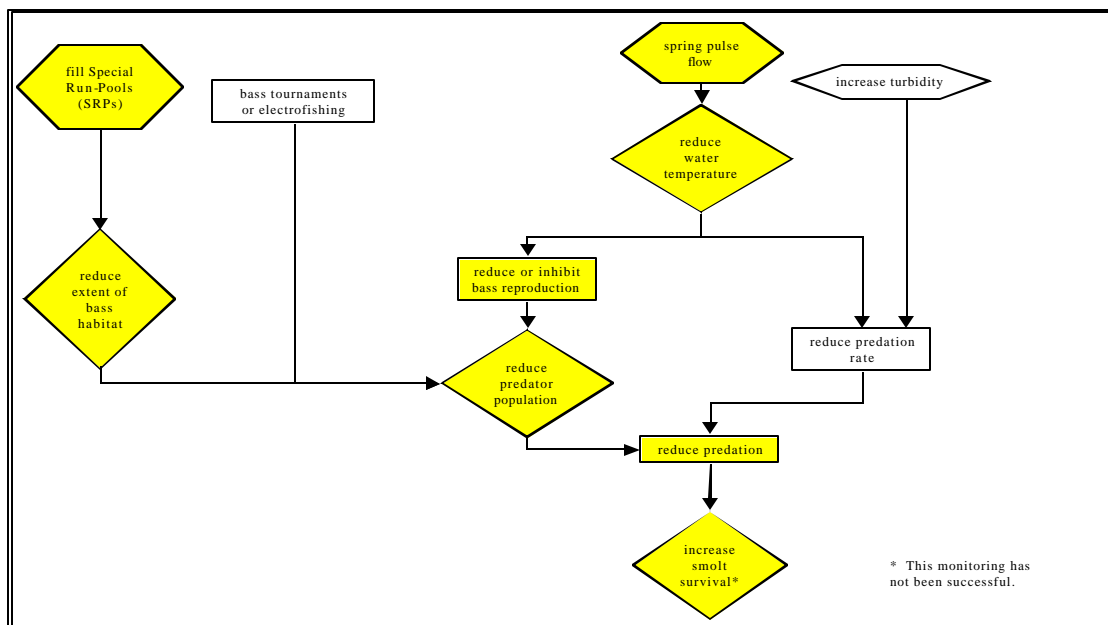 fill Special
Run-Pools
(SRPs)
bass tournaments
or electrofishing
spring pulse
flow
increase turbidity
reduce
water
temperature
reduce
extent of
bass
habitat
reduce or inhibit
bass reproduction
reduce predation
rate
reduce
predator
population
reduce predation
increase
smolt
survival*
* This monitoring has
not been successful.